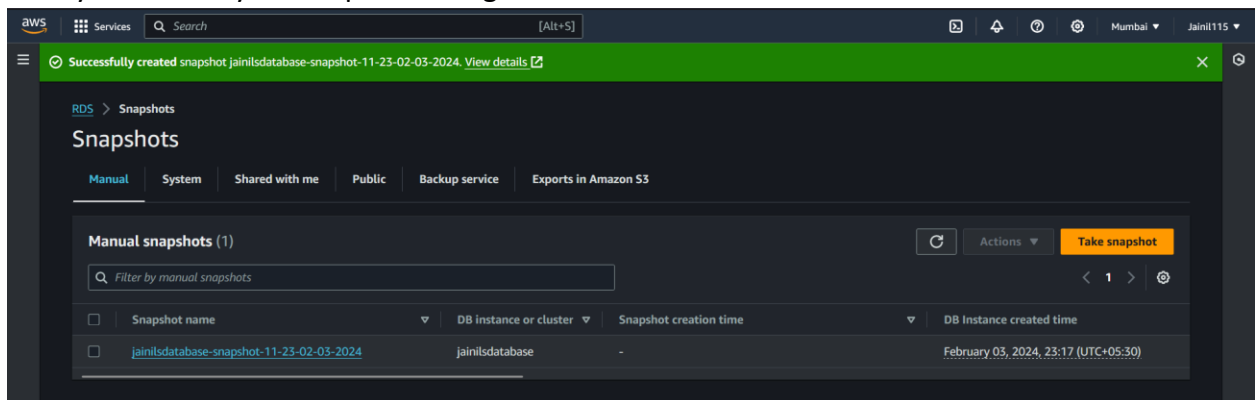 aws Services Search [Alt+S] Mumbai ▼ Jainil115 ▼
Successfully created snapshot jainilsdatabase-snapshot-11-23-02-03-2024. View details
RDS > Snapshots
Snapshots
Manual System Shared with me Public Backup service Exports in Amazon S3
Manual snapshots (1) Actions ▼ Take snapshot
Filter by manual snapshots < 1 >
Snapshot name DB instance or cluster Snapshot creation time DB Instance created time
jainilsdatabase-snapshot-11-23-02-03-2024 jainilsdatabase - February 03, 2024, 23:17 (UTC+05:30)